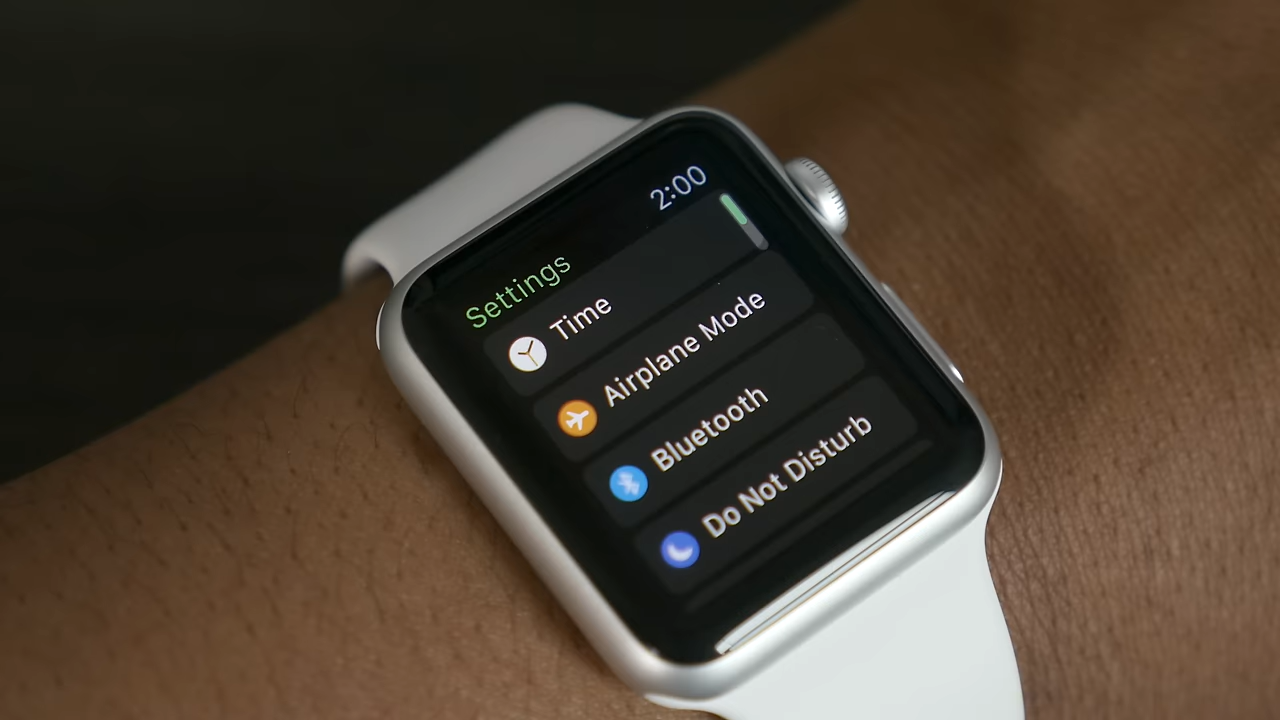 2:00
Settings
Time
Airplane Mode
Bluetooth
Do Not Disturb